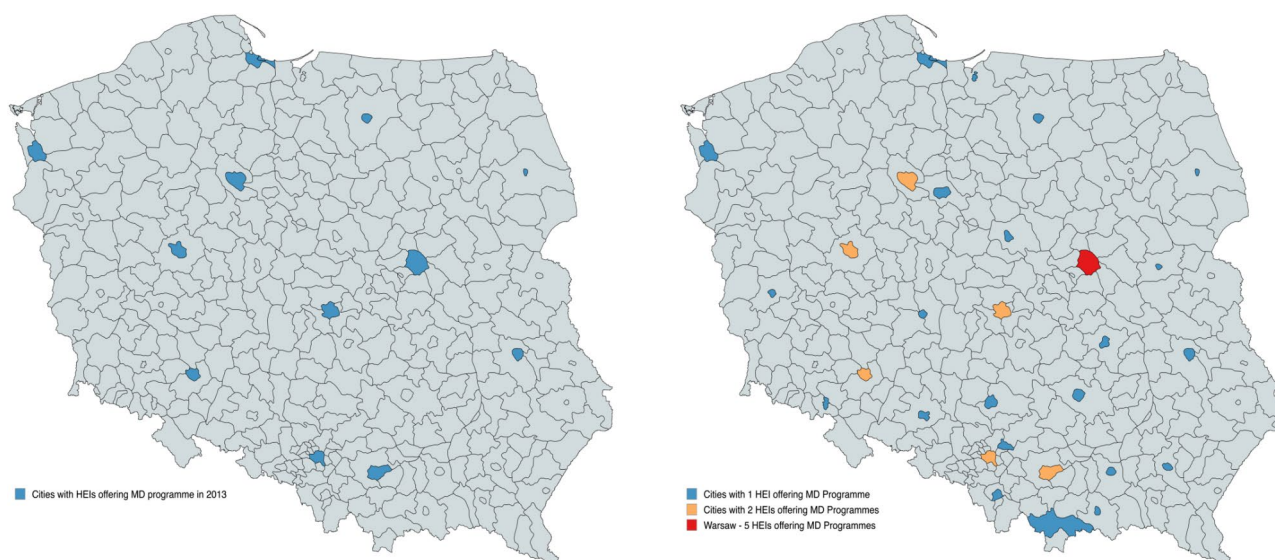 Cities with HEIs offering MD programme in 2013
Cities with 1 HEI offering MD Programme
Cities with 2 HEIs offering MD Programmes
Warsaw - 5 HEIs offering MD Programmes